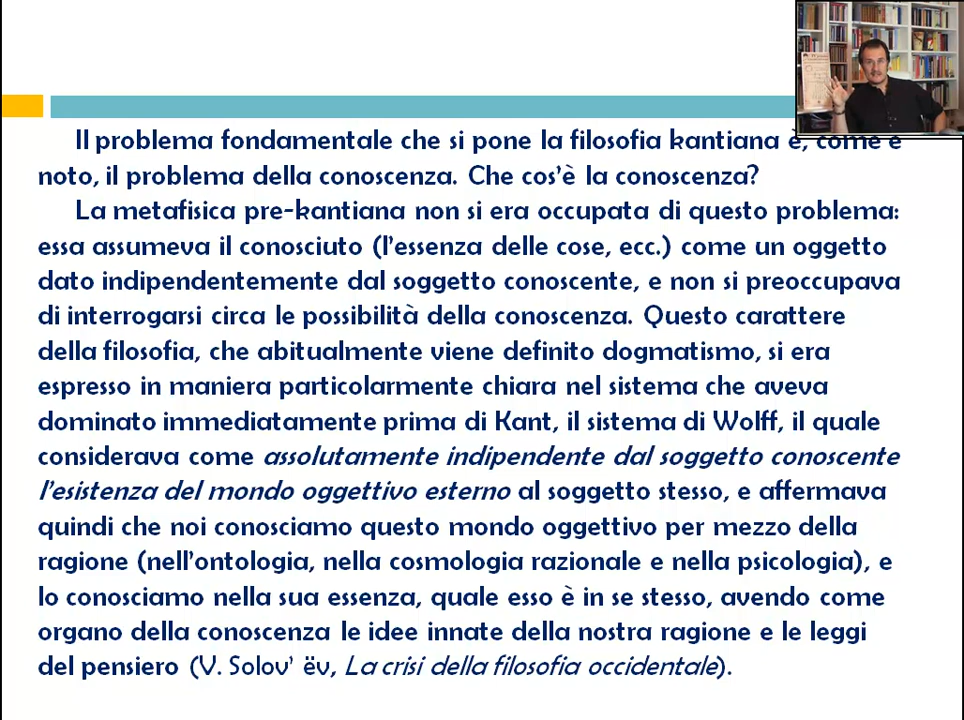 Il problema fondamentale che si pone la filosofia kantiana è, come è
noto, il problema della conoscenza. Che cos’è la conoscenza?
La metafisica pre-kantiana non si era occupata di questo problema:
essa assumeva il conosciuto (l’essenza delle cose, ecc.) come un oggetto
dato indipendentemente dal soggetto conoscente, e non si preoccupava
di interrogarsi circa le possibilità della conoscenza. Questo carattere
della filosofia, che abitualmente viene definito dogmatismo, si era
espresso in maniera particolarmente chiara nel sistema che aveva
dominato immediatamente prima di Kant, il sistema di Wolff, il quale
considerava come assolutamente indipendente dal soggetto conoscente
l’esistenza del mondo oggettivo esterno al soggetto stesso, e affermava
quindi che noi conosciamo questo mondo oggettivo per mezzo della
ragione (nell’ontologia, nella cosmologia razionale e nella psicologia), e
lo conosciamo nella sua essenza, quale esso è in se stesso, avendo come
organo della conoscenza le idee innate della nostra ragione e le leggi
del pensiero (V. Solov’ ëv, La crisi della filosofia occidentale).